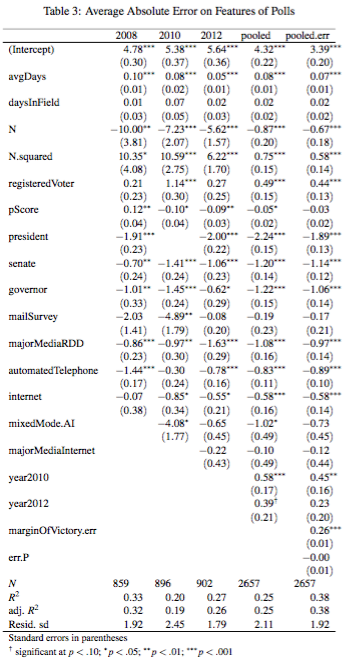 Table 3: Average Absolute Error on Features of Polls
2008 2010 2012 pooled pooled.err
(Intercept) 4.78*** 5.38*** 5.64*** 4.32*** 3.39***
(0.30) (0.37) (0.36) (0.22) (0.20)
avgDays 0.10*** 0.08*** 0.05*** 0.08*** 0.07***
(0.01) (0.02) (0.01) (0.01) (0.01)
daysInField 0.01 0.07 0.02 0.02 0.02
(0.03) (0.05) (0.03) (0.02) (0.02)
N −10.00** −7.23*** −5.62*** −0.87*** −0.67***
(3.81) (2.07) (1.57) (0.20) (0.18)
N.squared 10.35* 10.59*** 6.22*** 0.75*** 0.58***
(4.08) (2.75) (1.70) (0.15) (0.14)
registeredVoter 0.21 1.14*** 0.27 0.49*** 0.44***
(0.23) (0.30) (0.25) (0.15) (0.13)
pScore 0.12** −0.10* −0.09** −0.05* −0.03
(0.04) (0.04) (0.03) (0.02) (0.02)
president −1.91*** −2.00*** −2.24*** −1.89***
(0.23) (0.22) (0.15) (0.13)
senate −0.70** −1.41*** −1.06*** −1.20*** −1.14***
(0.24) (0.24) (0.23) (0.14) (0.12)
governor −1.01** −1.45*** −0.62* −1.22*** −1.06***
(0.33) (0.24) (0.29) (0.15) (0.14)
mailSurvey −2.03 −4.89** −0.08 −0.19 −0.17
(1.41) (1.79) (0.20) (0.23) (0.21)
majorMediaRDD −0.86*** −0.97** −1.63*** −1.08*** −0.97***
(0.23) (0.30) (0.29) (0.16) (0.14)
automatedTelephone −1.44*** −0.30 −0.78*** −0.83*** −0.89***
(0.17) (0.24) (0.16) (0.11) (0.10)
internet −0.07 −0.85* −0.55* −0.58*** −0.58***
(0.38) (0.34) (0.21) (0.16) (0.14)
mixedMode.AI −4.08* −0.65 −1.02* −0.73
(1.77) (0.45) (0.49) (0.45)
majorMediaInternet −0.22 −0.10 −0.12
(0.43) (0.49) (0.44)
year2010 0.58*** 0.45**
(0.17) (0.16)
year2012 0.39† 0.23
(0.21) (0.20)
marginOfVictory.err 0.26***
(0.01)
err.P −0.00
(0.01)
N 859 896 902 2657 2657
R² 0.33 0.20 0.27 0.25 0.38
adj. R² 0.32 0.19 0.26 0.25 0.38
Resid. sd 1.92 2.45 1.79 2.11 1.92
Standard errors in parentheses
† significant at p < .10; *p < .05; **p < .01; ***p < .001